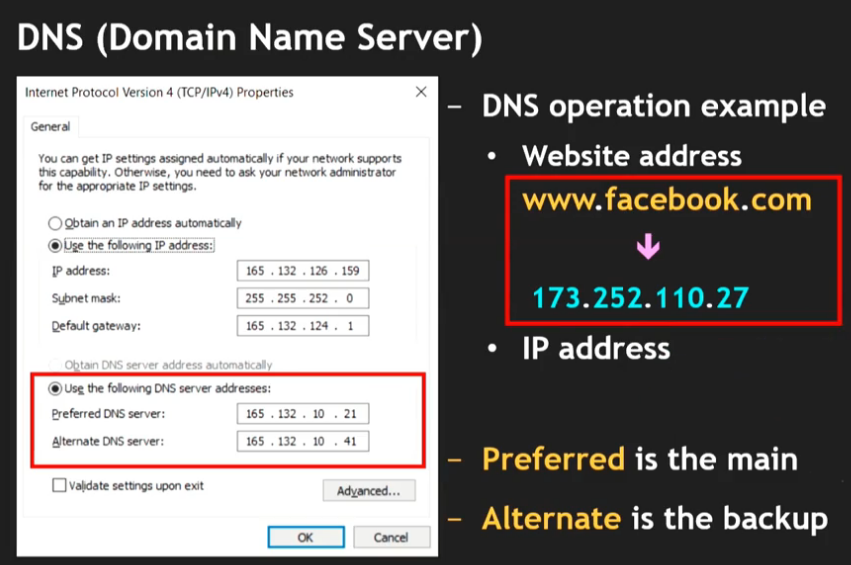 DNS (Domain Name Server)
Internet Protocol Version 4 (TCP/IPv4) Properties
General
You can get IP settings assigned automatically if your network supports
this capability. Otherwise, you need to ask your network administrator
for the appropriate IP settings.
Obtain an IP address automatically
Use the following IP address:
IP address: 165 . 132 . 126 . 159
Subnet mask: 255 . 255 . 252 . 0
Default gateway: 165 . 132 . 124 . 1
Obtain DNS server address automatically
Use the following DNS server addresses:
Preferred DNS server: 165 . 132 . 10 . 21
Alternate DNS server: 165 . 132 . 10 . 41
Validate settings upon exit
Advanced...
OK Cancel
– DNS operation example
• Website address
www.facebook.com
173.252.110.27
• IP address
– Preferred is the main
– Alternate is the backup